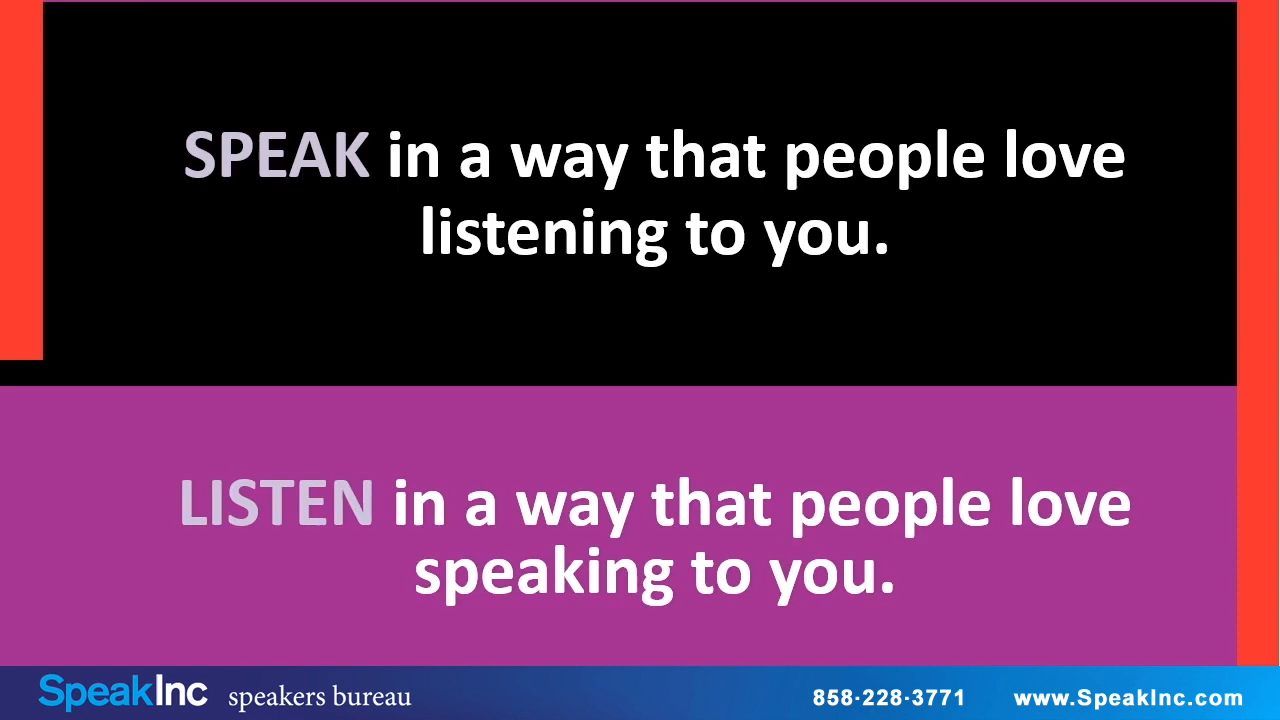 SPEAK in a way that people love
listening to you.
LISTEN in a way that people love
speaking to you.
SpeakInc speakers bureau 858-228-3771 www.SpeakInc.com